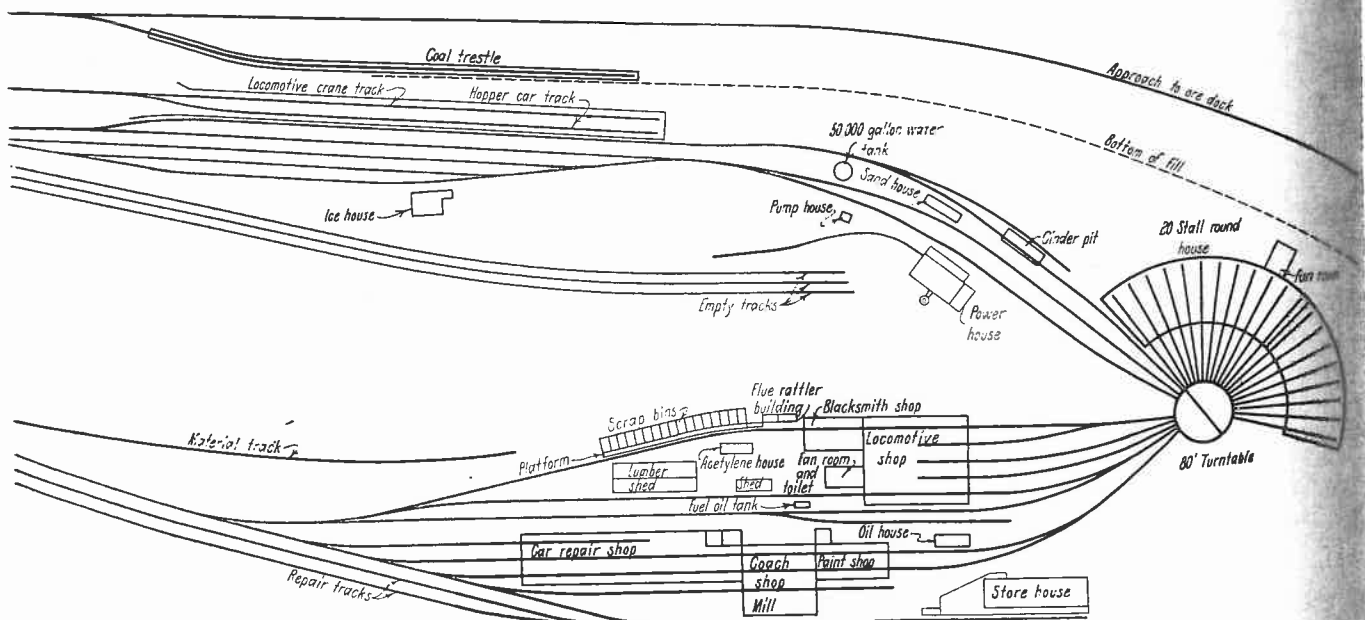 Coal trestle
Locomotive crane track
Hopper car track
Approach to ore dock
Bottom of Fill
50 000 gallon water
tank
Sand house
Ice house
Pump house
Cinder pit
20 Stall round
house
Fan room
Empty tracks
Power
house
Flue rattler
building
Blacksmith shop
Scrap bins
Material track
Locomotive
shop
Platform
Acetylene house
Fan room
and
toilet
Lumber
shed
Shed
80' Turntable
Fuel oil tank
Oil house
Car repair shop
Coach
shop
Mill
Paint shop
Repair tracks
Store house